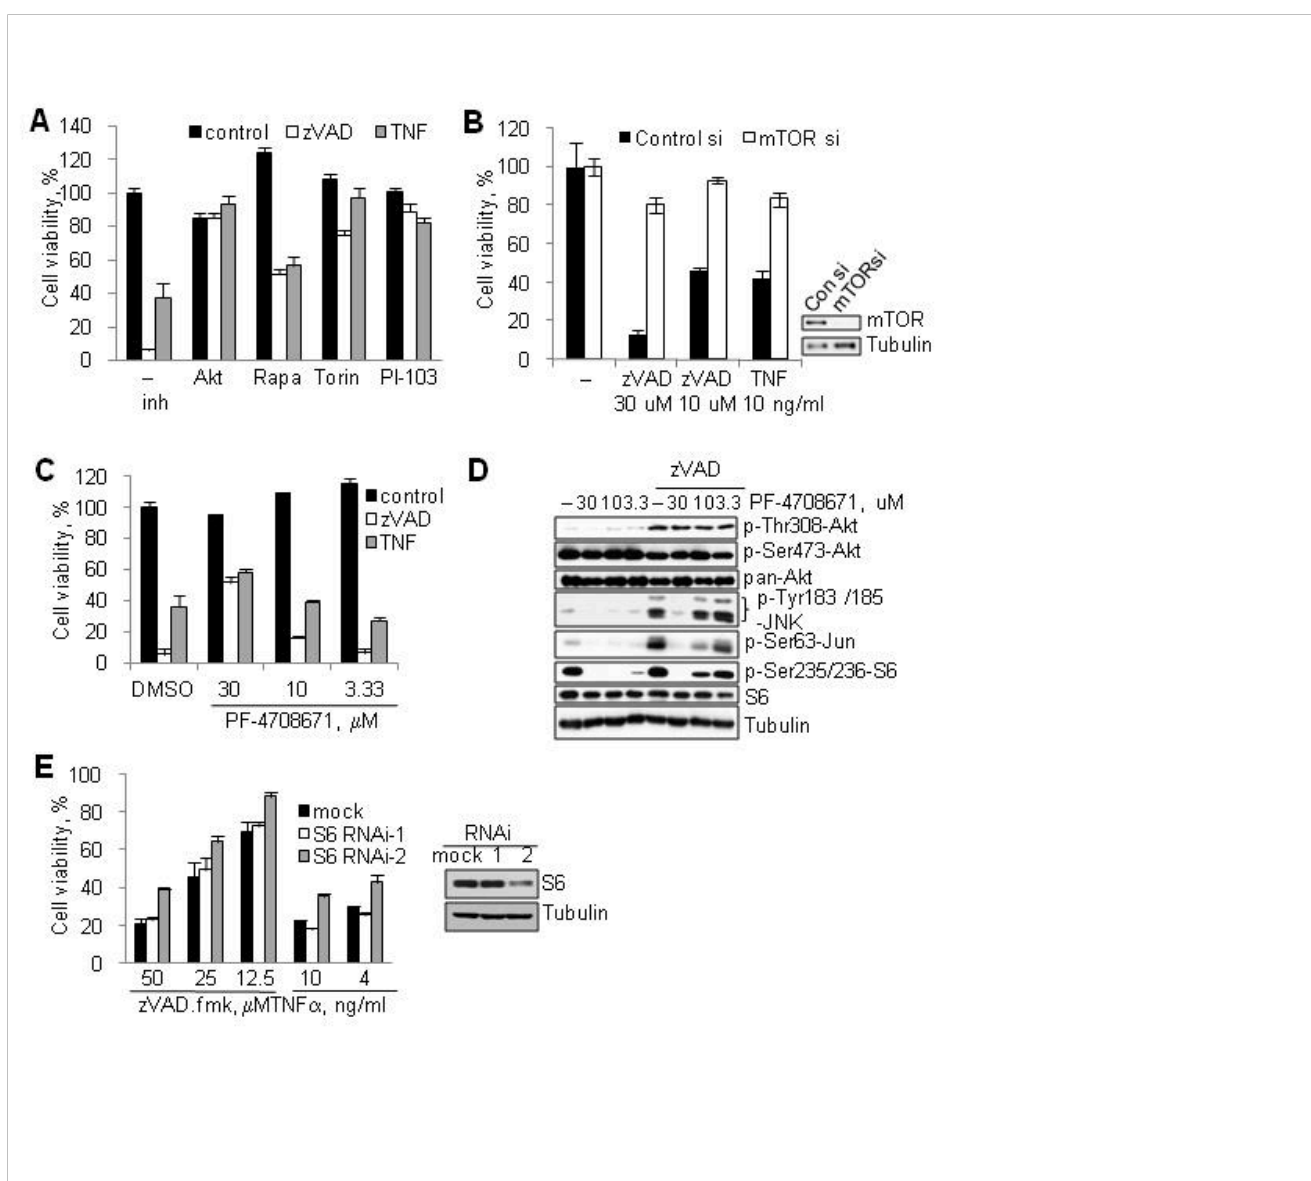 A
140
120
100
80
60
40
20
0
Cell viability, %
control zVAD TNF
– Akt Rapa Torin PI-103
inh
B
120
100
80
60
40
20
0
Cell viability, %
Control si mTOR si
– zVAD zVAD TNF
30 uM 10 uM 10 ng/ml
Con si
mTORsi
mTOR
Tubulin
C
120
100
80
60
40
20
0
Cell viability, %
control
zVAD
TNF
DMSO 30 10 3.33
PF-4708671, μM
D
zVAD
– 30 10 3.3 – 30 10 3.3 PF-4708671, uM
p-Thr308-Akt
p-Ser473-Akt
pan-Akt
p-Tyr183 /185
-JNK
p-Ser63-Jun
p-Ser235/236-S6
S6
Tubulin
E
100
80
60
40
20
0
Cell viability, %
mock
S6 RNAi-1
S6 RNAi-2
50 25 12.5 10 4
zVAD.fmk, μM TNFα, ng/ml
RNAi
mock 1 2
S6
Tubulin